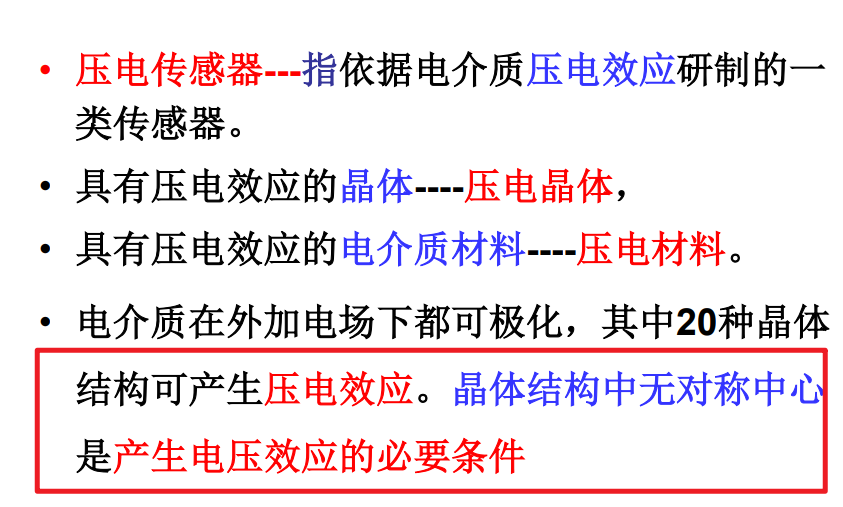 • 压电传感器---指依据电介质压电效应研制的一
类传感器。
• 具有压电效应的晶体----压电晶体，
• 具有压电效应的电介质材料----压电材料。
• 电介质在外加电场下都可极化，其中20种晶体
结构可产生压电效应。晶体结构中无对称中心
是产生电压效应的必要条件